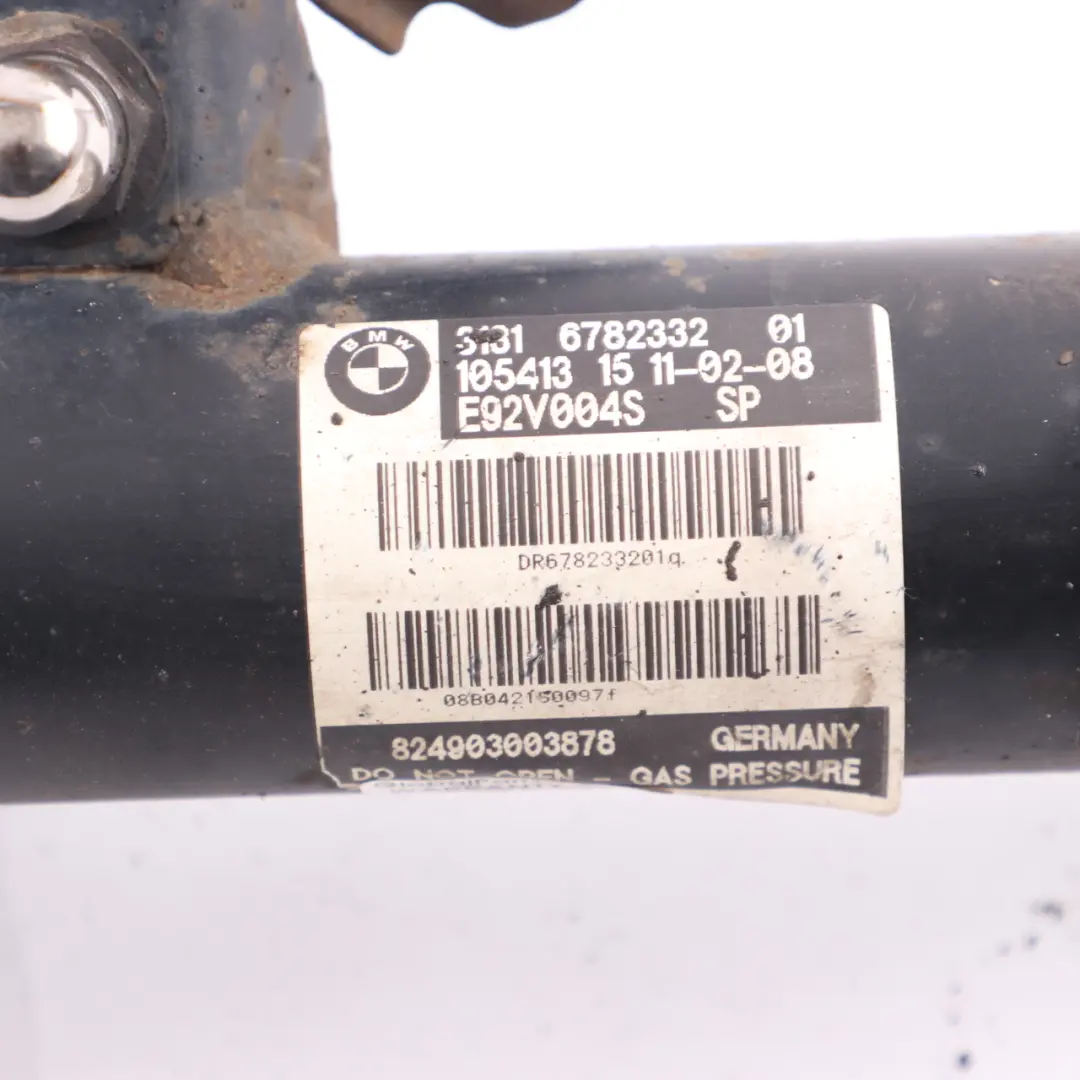 BMW
3131 6782332 01
105413 15 11-02-08
E92V004S SP
DR678233201q
08B042150097f
824903003878 GERMANY
DO NOT OPEN - GAS PRESSURE